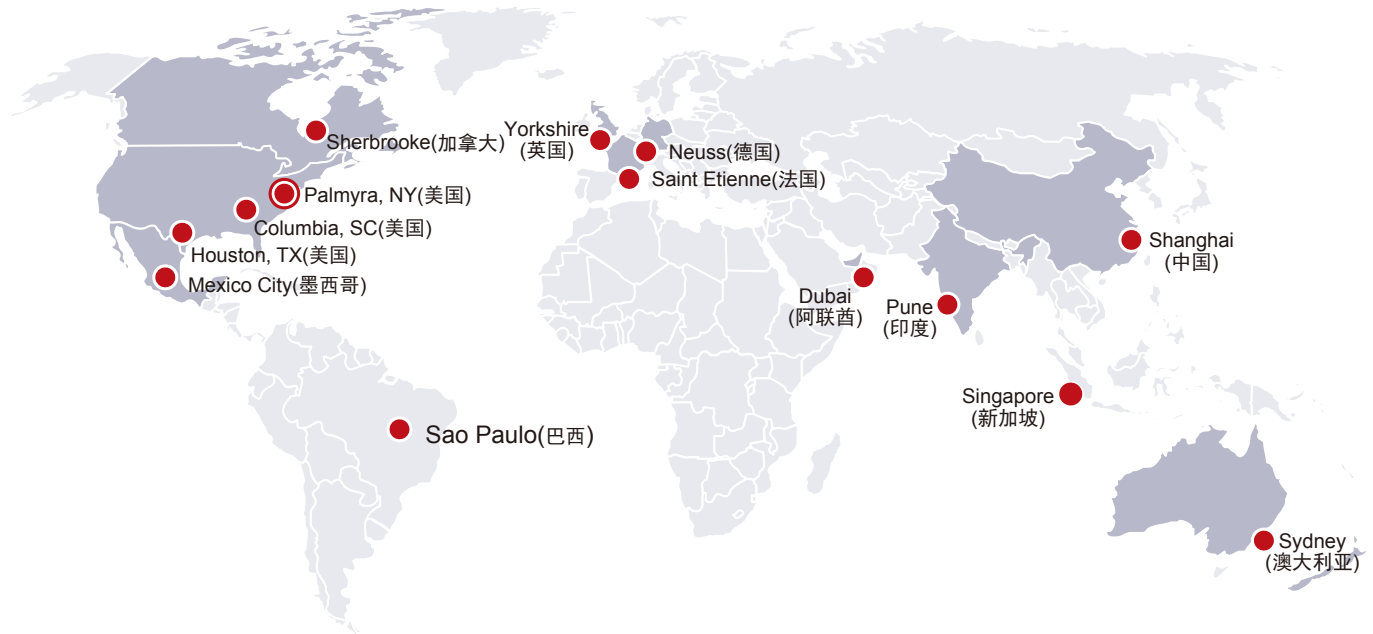 Sherbrooke(加拿大)
Yorkshire
(英国)
Neuss(德国)
Saint Etienne(法国)
Palmyra, NY(美国)
Columbia, SC(美国)
Houston, TX(美国)
Mexico City(墨西哥)
Shanghai
(中国)
Dubai
(阿联酋)
Pune
(印度)
Singapore
(新加坡)
Sao Paulo(巴西)
Sydney
(澳大利亚)